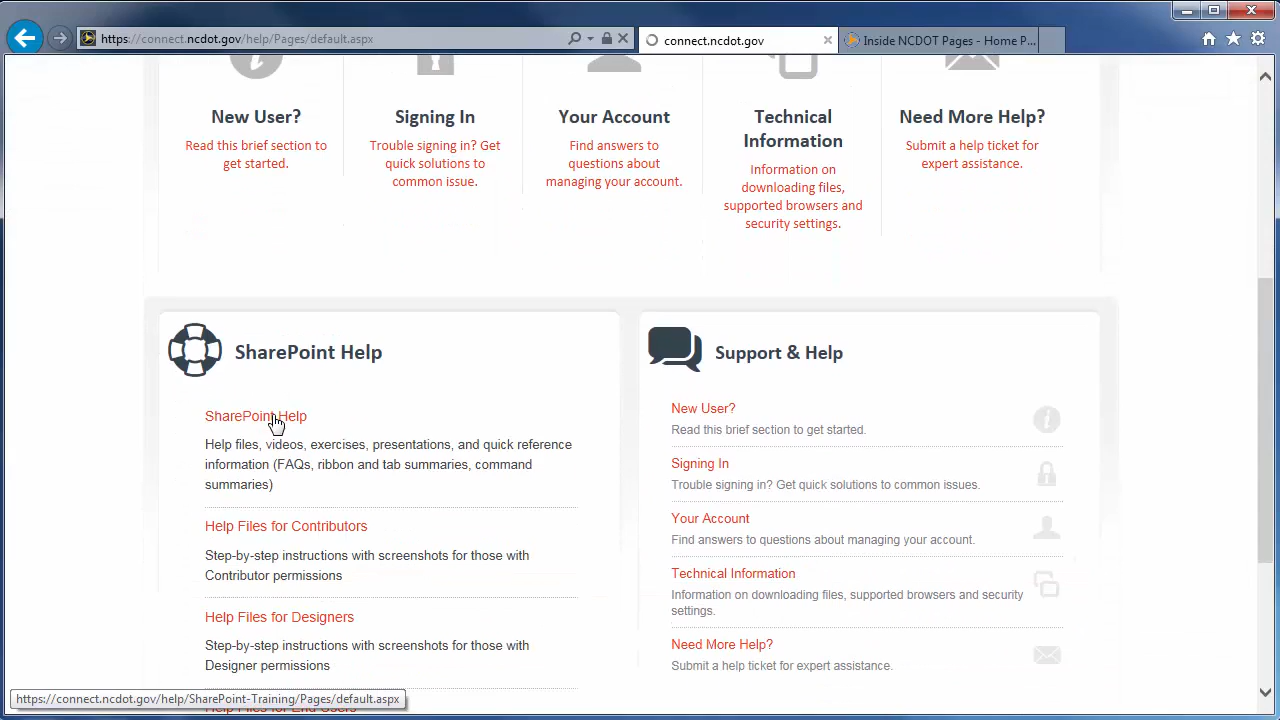 https://connect.ncdot.gov/help/Pages/default.aspx
connect.ncdot.gov
Inside NCDOT Pages - Home P...
New User?
Read this brief section to
get started.
Signing In
Trouble signing in? Get
quick solutions to
common issue.
Your Account
Find answers to
questions about
managing your account.
Technical
Information
Information on
downloading files,
supported browsers and
security settings.
Need More Help?
Submit a help ticket for
expert assistance.
SharePoint Help
SharePoint Help
Help files, videos, exercises, presentations, and quick reference
information (FAQs, ribbon and tab summaries, command
summaries)
Help Files for Contributors
Step-by-step instructions with screenshots for those with
Contributor permissions
Help Files for Designers
Step-by-step instructions with screenshots for those with
Designer permissions
Help Files for End Users
Support & Help
New User?
Read this brief section to get started.
Signing In
Trouble signing in? Get quick solutions to common issues.
Your Account
Find answers to questions about managing your account.
Technical Information
Information on downloading files, supported browsers and security
settings.
Need More Help?
Submit a help ticket for expert assistance.
https://connect.ncdot.gov/help/SharePoint-Training/Pages/default.aspx